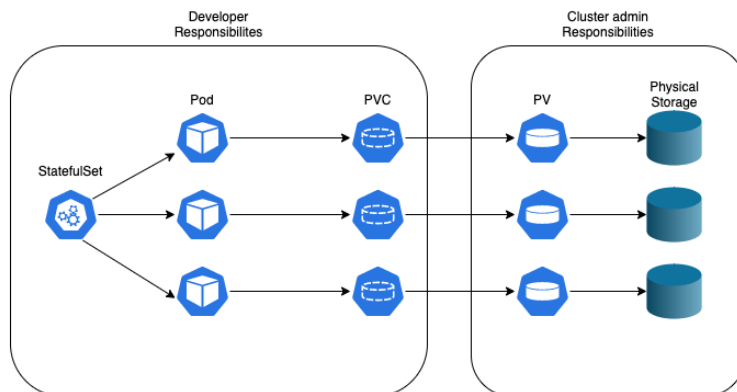 Developer
Responsibilites
Cluster admin
Responsibilities
Pod
PVC
PV
Physical
Storage
StatefulSet